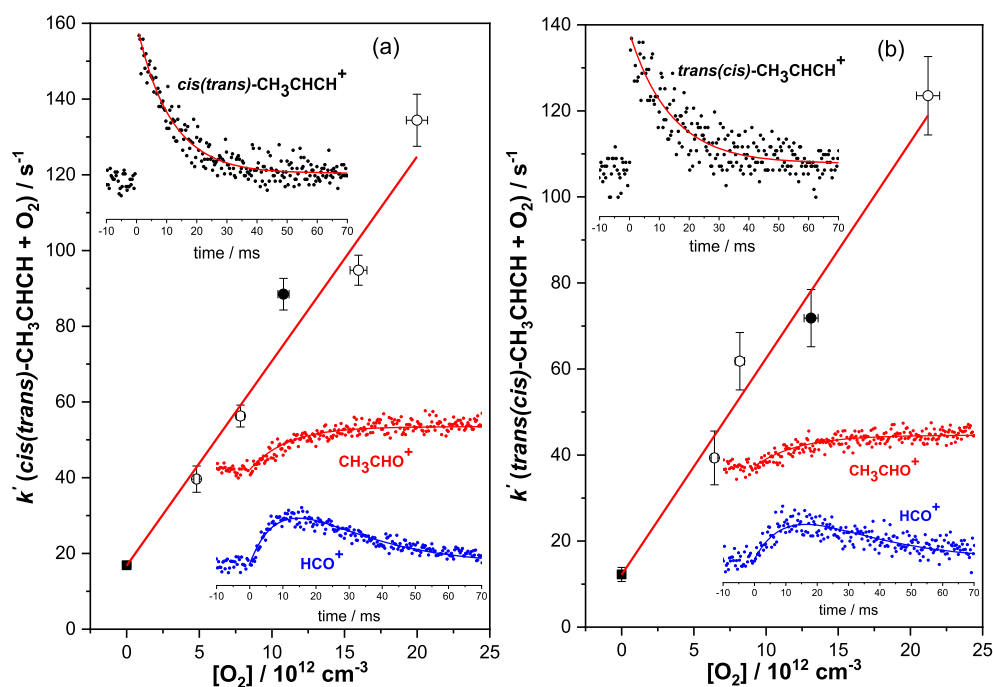 (a)
160
140
120
100
80
60
40
20
0
k′ (cis(trans)-CH₃CHCH + O₂) / s⁻¹
cis(trans)-CH₃CHCH⁺
-10 0 10 20 30 40 50 60 70
time / ms
CH₃CHO⁺
HCO⁺
-10 0 10 20 30 40 50 60 70
time / ms
0 5 10 15 20 25
[O₂] / 10¹² cm⁻³
(b)
140
120
100
80
60
40
20
0
k′ (trans(cis)-CH₃CHCH + O₂) / s⁻¹
trans(cis)-CH₃CHCH⁺
-10 0 10 20 30 40 50 60 70
time / ms
CH₃CHO⁺
HCO⁺
-10 0 10 20 30 40 50 60 70
time / ms
0 5 10 15 20 25
[O₂] / 10¹² cm⁻³